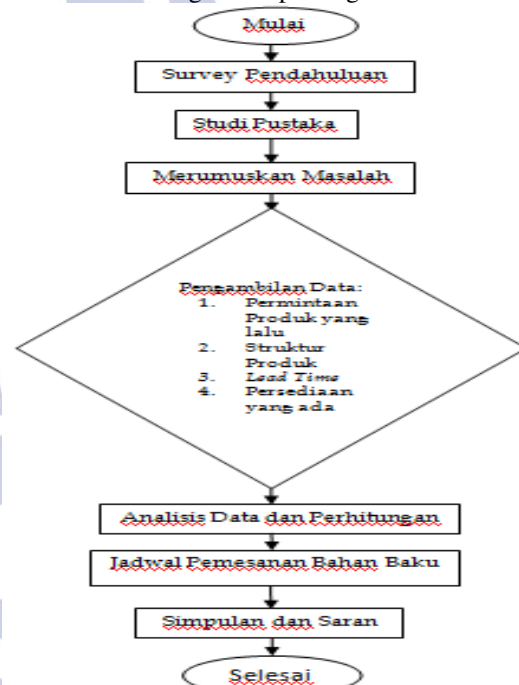 Mulai
Survey Pendahuluan
Studi Pustaka
Merumuskan Masalah
Pengambilan Data:
1. Permintaan
Produk yang
lalu
2. Struktur
Produk
3. Lead Time
4. Persediaan
yang ada
Analisis Data dan Perhitungan
Jadwal Pemesanan Bahan Baku
Simpulan dan Saran
Selesai